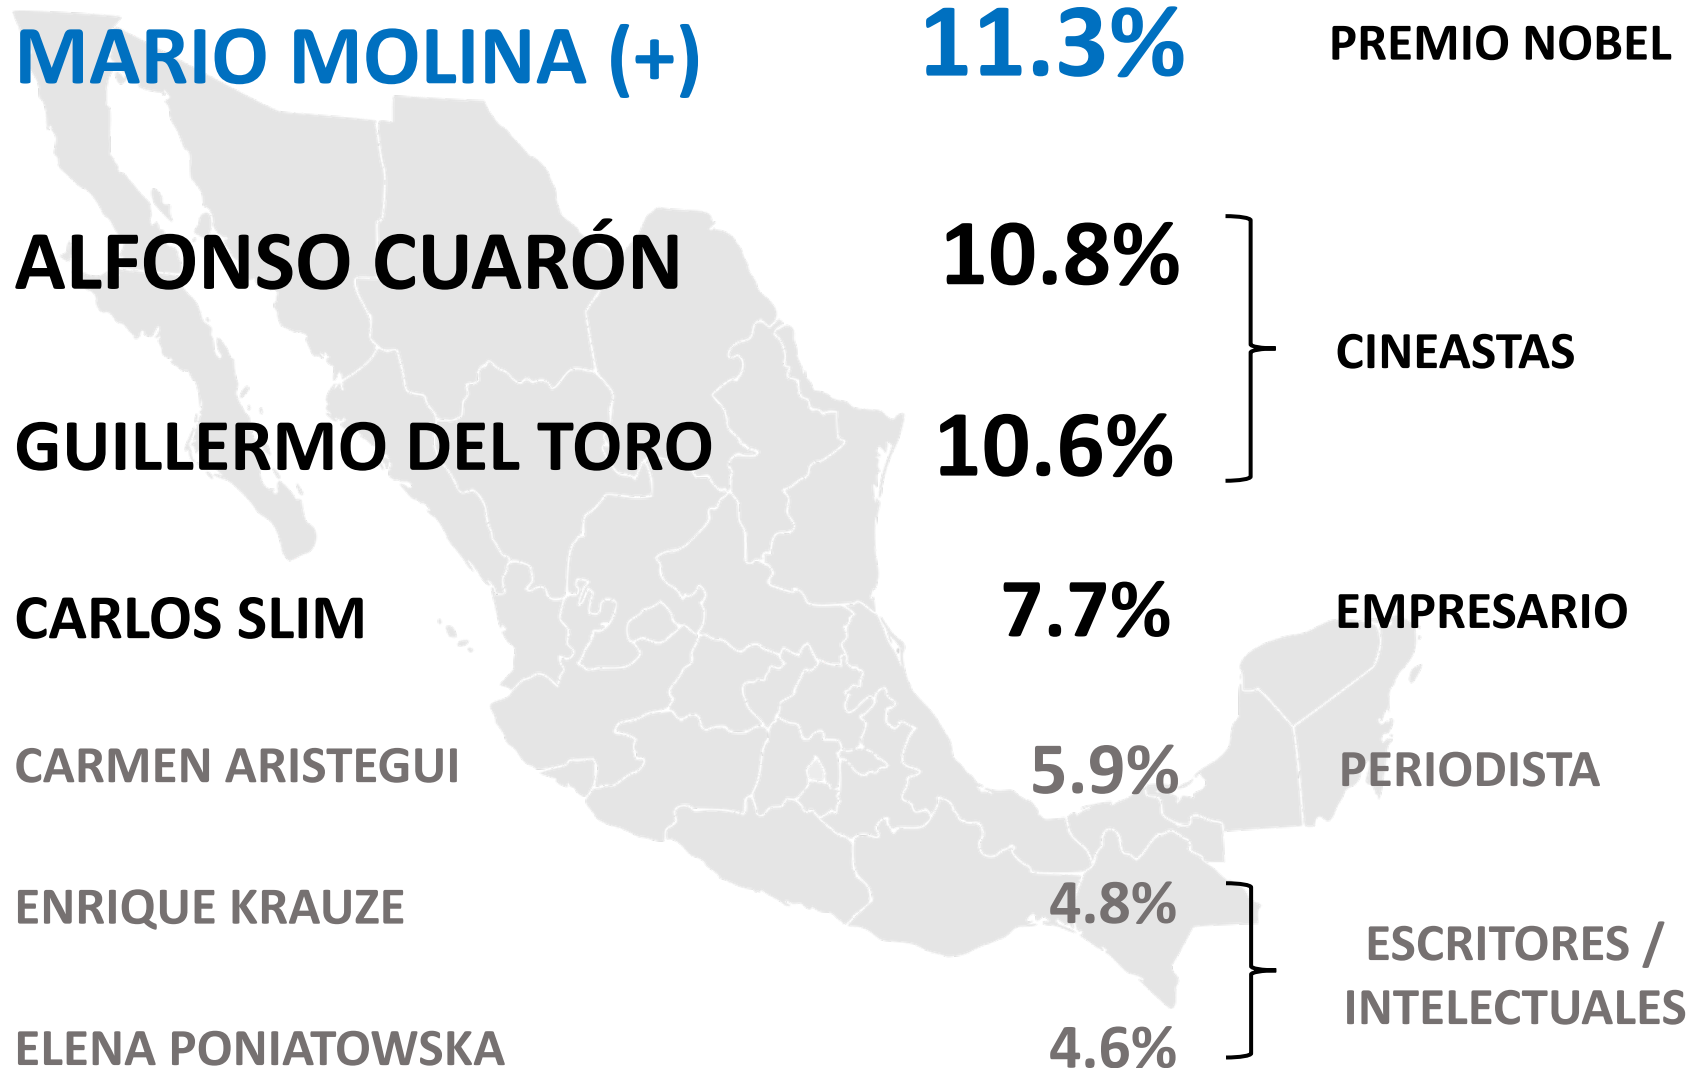 MARIO MOLINA (+) 11.3% PREMIO NOBEL
ALFONSO CUARÓN 10.8%
CINEASTAS
GUILLERMO DEL TORO 10.6%
CARLOS SLIM 7.7% EMPRESARIO
CARMEN ARISTEGUI 5.9% PERIODISTA
ENRIQUE KRAUZE 4.8%
ESCRITORES /
INTELECTUALES
ELENA PONIATOWSKA 4.6%